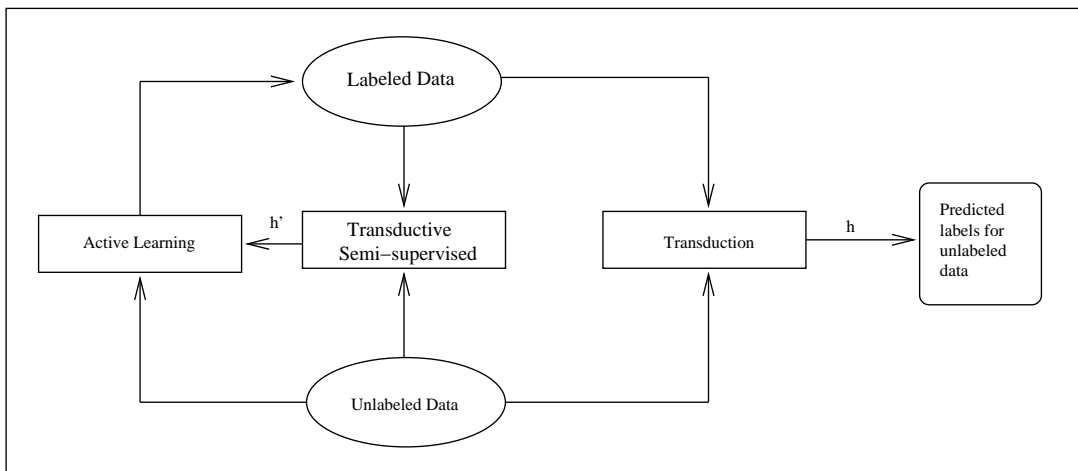 Labeled Data
Active Learning
h'
Transductive
Semi−supervised
Transduction
h
Predicted
labels for
unlabeled
data
Unlabeled Data